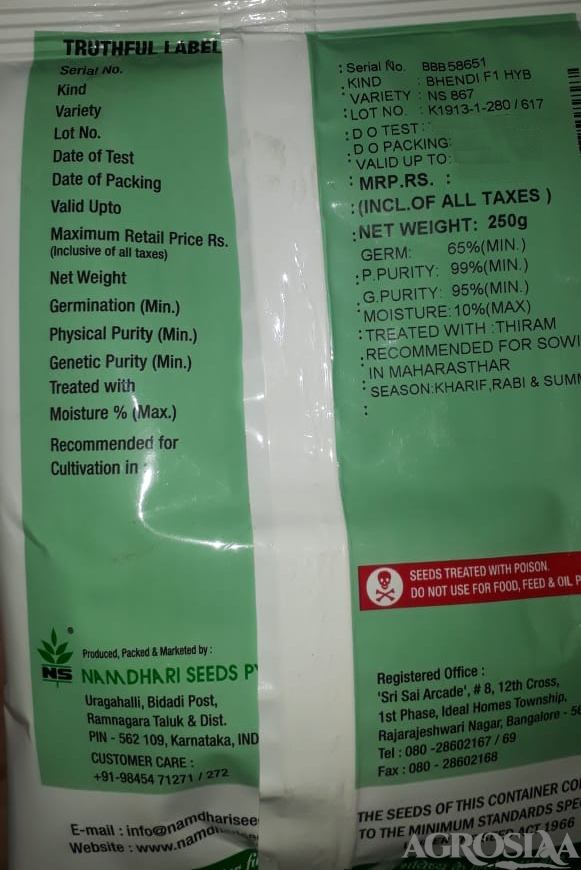 TRUTHFUL LABEL
Serial No.
Kind
Variety
Lot No.
Date of Test
Date of Packing
Valid Upto
Maximum Retail Price Rs.
(Inclusive of all taxes)
Net Weight
Germination (Min.)
Physical Purity (Min.)
Genetic Purity (Min.)
Treated with
Moisture % (Max.)
Recommended for
Cultivation in :
: Serial No. BBB58651
: KIND : BHENDI F1 HYB
: VARIETY : NS 867
: LOT NO. : K1913-1-280 / 617
: D O TEST :
: D O PACKING:
: VALID UP TO:
: MRP.RS. :
: (INCL.OF ALL TAXES )
: NET WEIGHT: 250g
GERM: 65%(MIN.)
: P.PURITY: 99%(MIN.)
: G.PURITY: 95%(MIN.)
: MOISTURE:10%(MAX)
: TREATED WITH :THIRAM
: RECOMMENDED FOR SOWI
: IN MAHARASTHAR
: SEASON:KHARIF,RABI & SUMM
:
SEEDS TREATED WITH POISON.
DO NOT USE FOR FOOD, FEED & OIL P
NS ®
Produced, Packed & Marketed by :
NAMDHARI SEEDS P
Uragahalli, Bidadi Post,
Ramnagara Taluk & Dist.
PIN - 562 109, Karnataka, IND
CUSTOMER CARE :
+91-98454 71271 / 272
E-mail : info@namdharisee
Website : www.namdh
Registered Office :
'Sri Sai Arcade', # 8, 12th Cross,
1st Phase, Ideal Homes Township,
Rajarajeshwari Nagar, Bangalore - 56
Tel : 080 -28602167 / 69
Fax : 080 - 28602168
THE SEEDS OF THIS CONTAINER CO
TO THE MINIMUM STANDARDS SPE
SEED ACT 1966
AGROSIAA